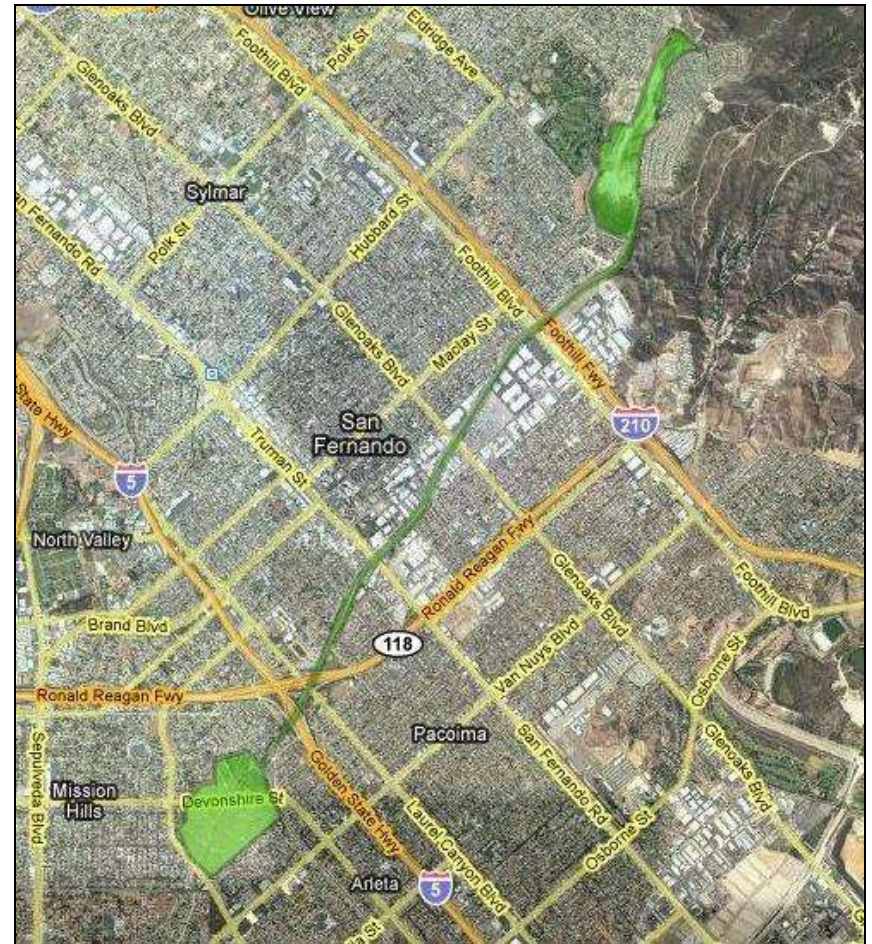 Olive View
Foothill Blvd
Polk St
Eldridge Ave
Glenoaks Blvd
Sylmar
Hubbard St
Polk St
an Fernando Rd
Foothill Blvd
Glenoaks Blvd
Maclay St
Foothill Fwy
State Hwy
San
Fernando
210
Truman St
5
North Valley
Ronald Reagan Fwy
Glenoaks Blvd
Foothill Blvd
Brand Blvd
118
Van Nuys Blvd
Osborne St
Ronald Reagan Fwy
Pacoima
San Fernando Rd
Glenoaks Blvd
Sepulveda Blvd
Golden State Hwy
Mission
Hills
Devonshire St
Laurel Canyon Blvd
Osborne St
Arleta
5
la St
G